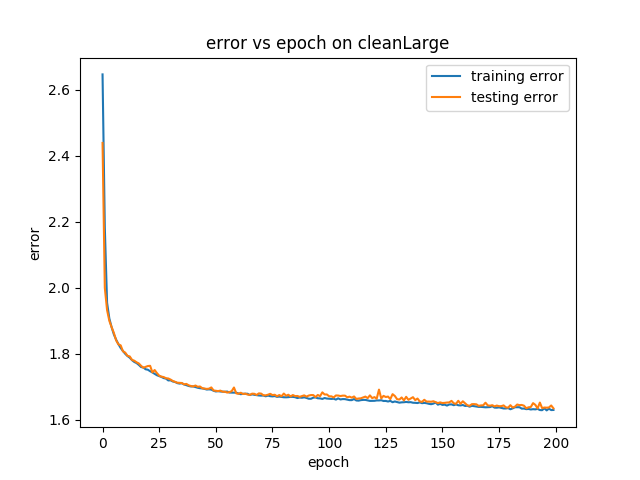 error vs epoch on cleanLarge
training error
testing error
2.6
2.4
2.2
2.0
1.8
1.6
error
0 25 50 75 100 125 150 175 200
epoch